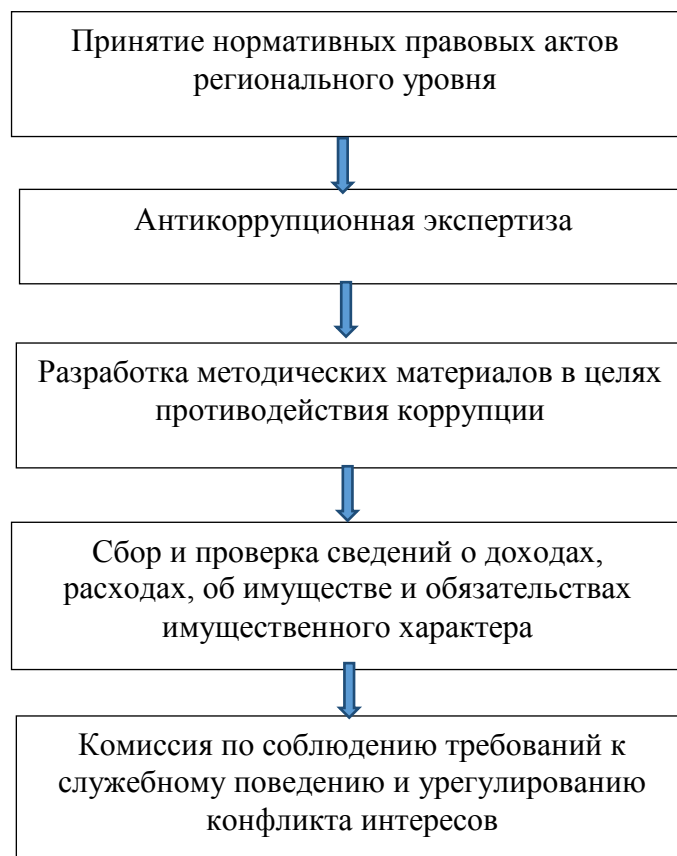 Принятие нормативных правовых актов
регионального уровня
Антикоррупционная экспертиза
Разработка методических материалов в целях
противодействия коррупции
Сбор и проверка сведений о доходах,
расходах, об имуществе и обязательствах
имущественного характера
Комиссия по соблюдению требований к
служебному поведению и урегулированию
конфликта интересов